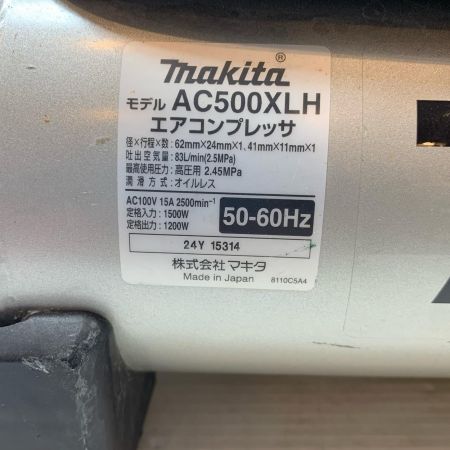 makita®
モデル AC500XLH
エアコンプレッサ
径×行程×数:62mm×24mm×1、41mm×11mm×1
吐出空気量:83L/min(2.5MPa)
最高使用圧力:高圧用 2.45MPa
潤滑方式:オイルレス
AC100V 15A 2500min⁻¹
定格入力:1500W
定格出力:1200W
50-60Hz
24Y 15314
株式会社マキタ
Made in Japan 8110C5A4